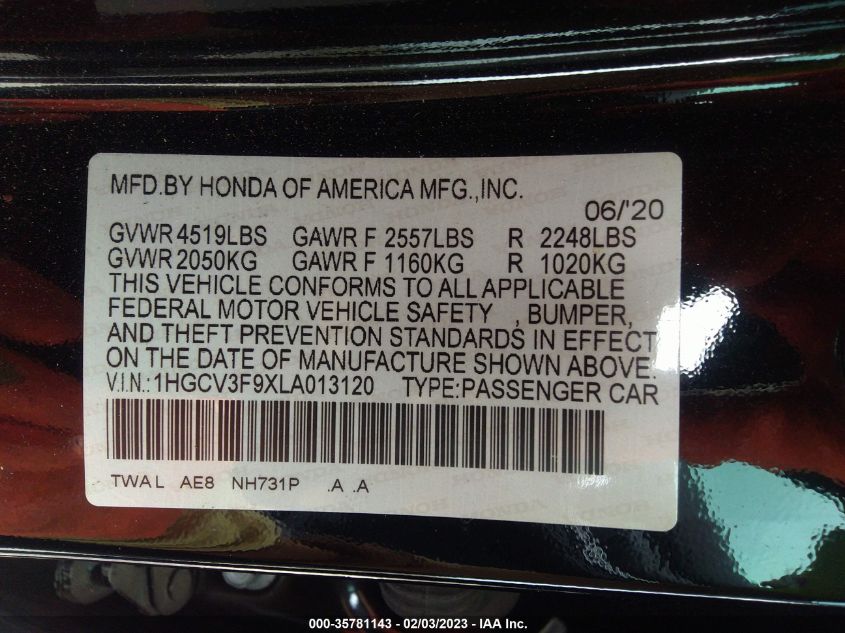 MFD.BY HONDA OF AMERICA MFG.,INC.
06/'20
GVWR 4519LBS GAWR F 2557LBS R 2248LBS
GVWR 2050KG GAWR F 1160KG R 1020KG
THIS VEHICLE CONFORMS TO ALL APPLICABLE
FEDERAL MOTOR VEHICLE SAFETY , BUMPER,
AND THEFT PREVENTION STANDARDS IN EFFECT
ON THE DATE OF MANUFACTURE SHOWN ABOVE.
V.I.N.:1HGCV3F9XLA013120 TYPE:PASSENGER CAR
TWA L AE8 NH731P .A .A
000-35781143 — 02/03/2023 — IAA Inc.